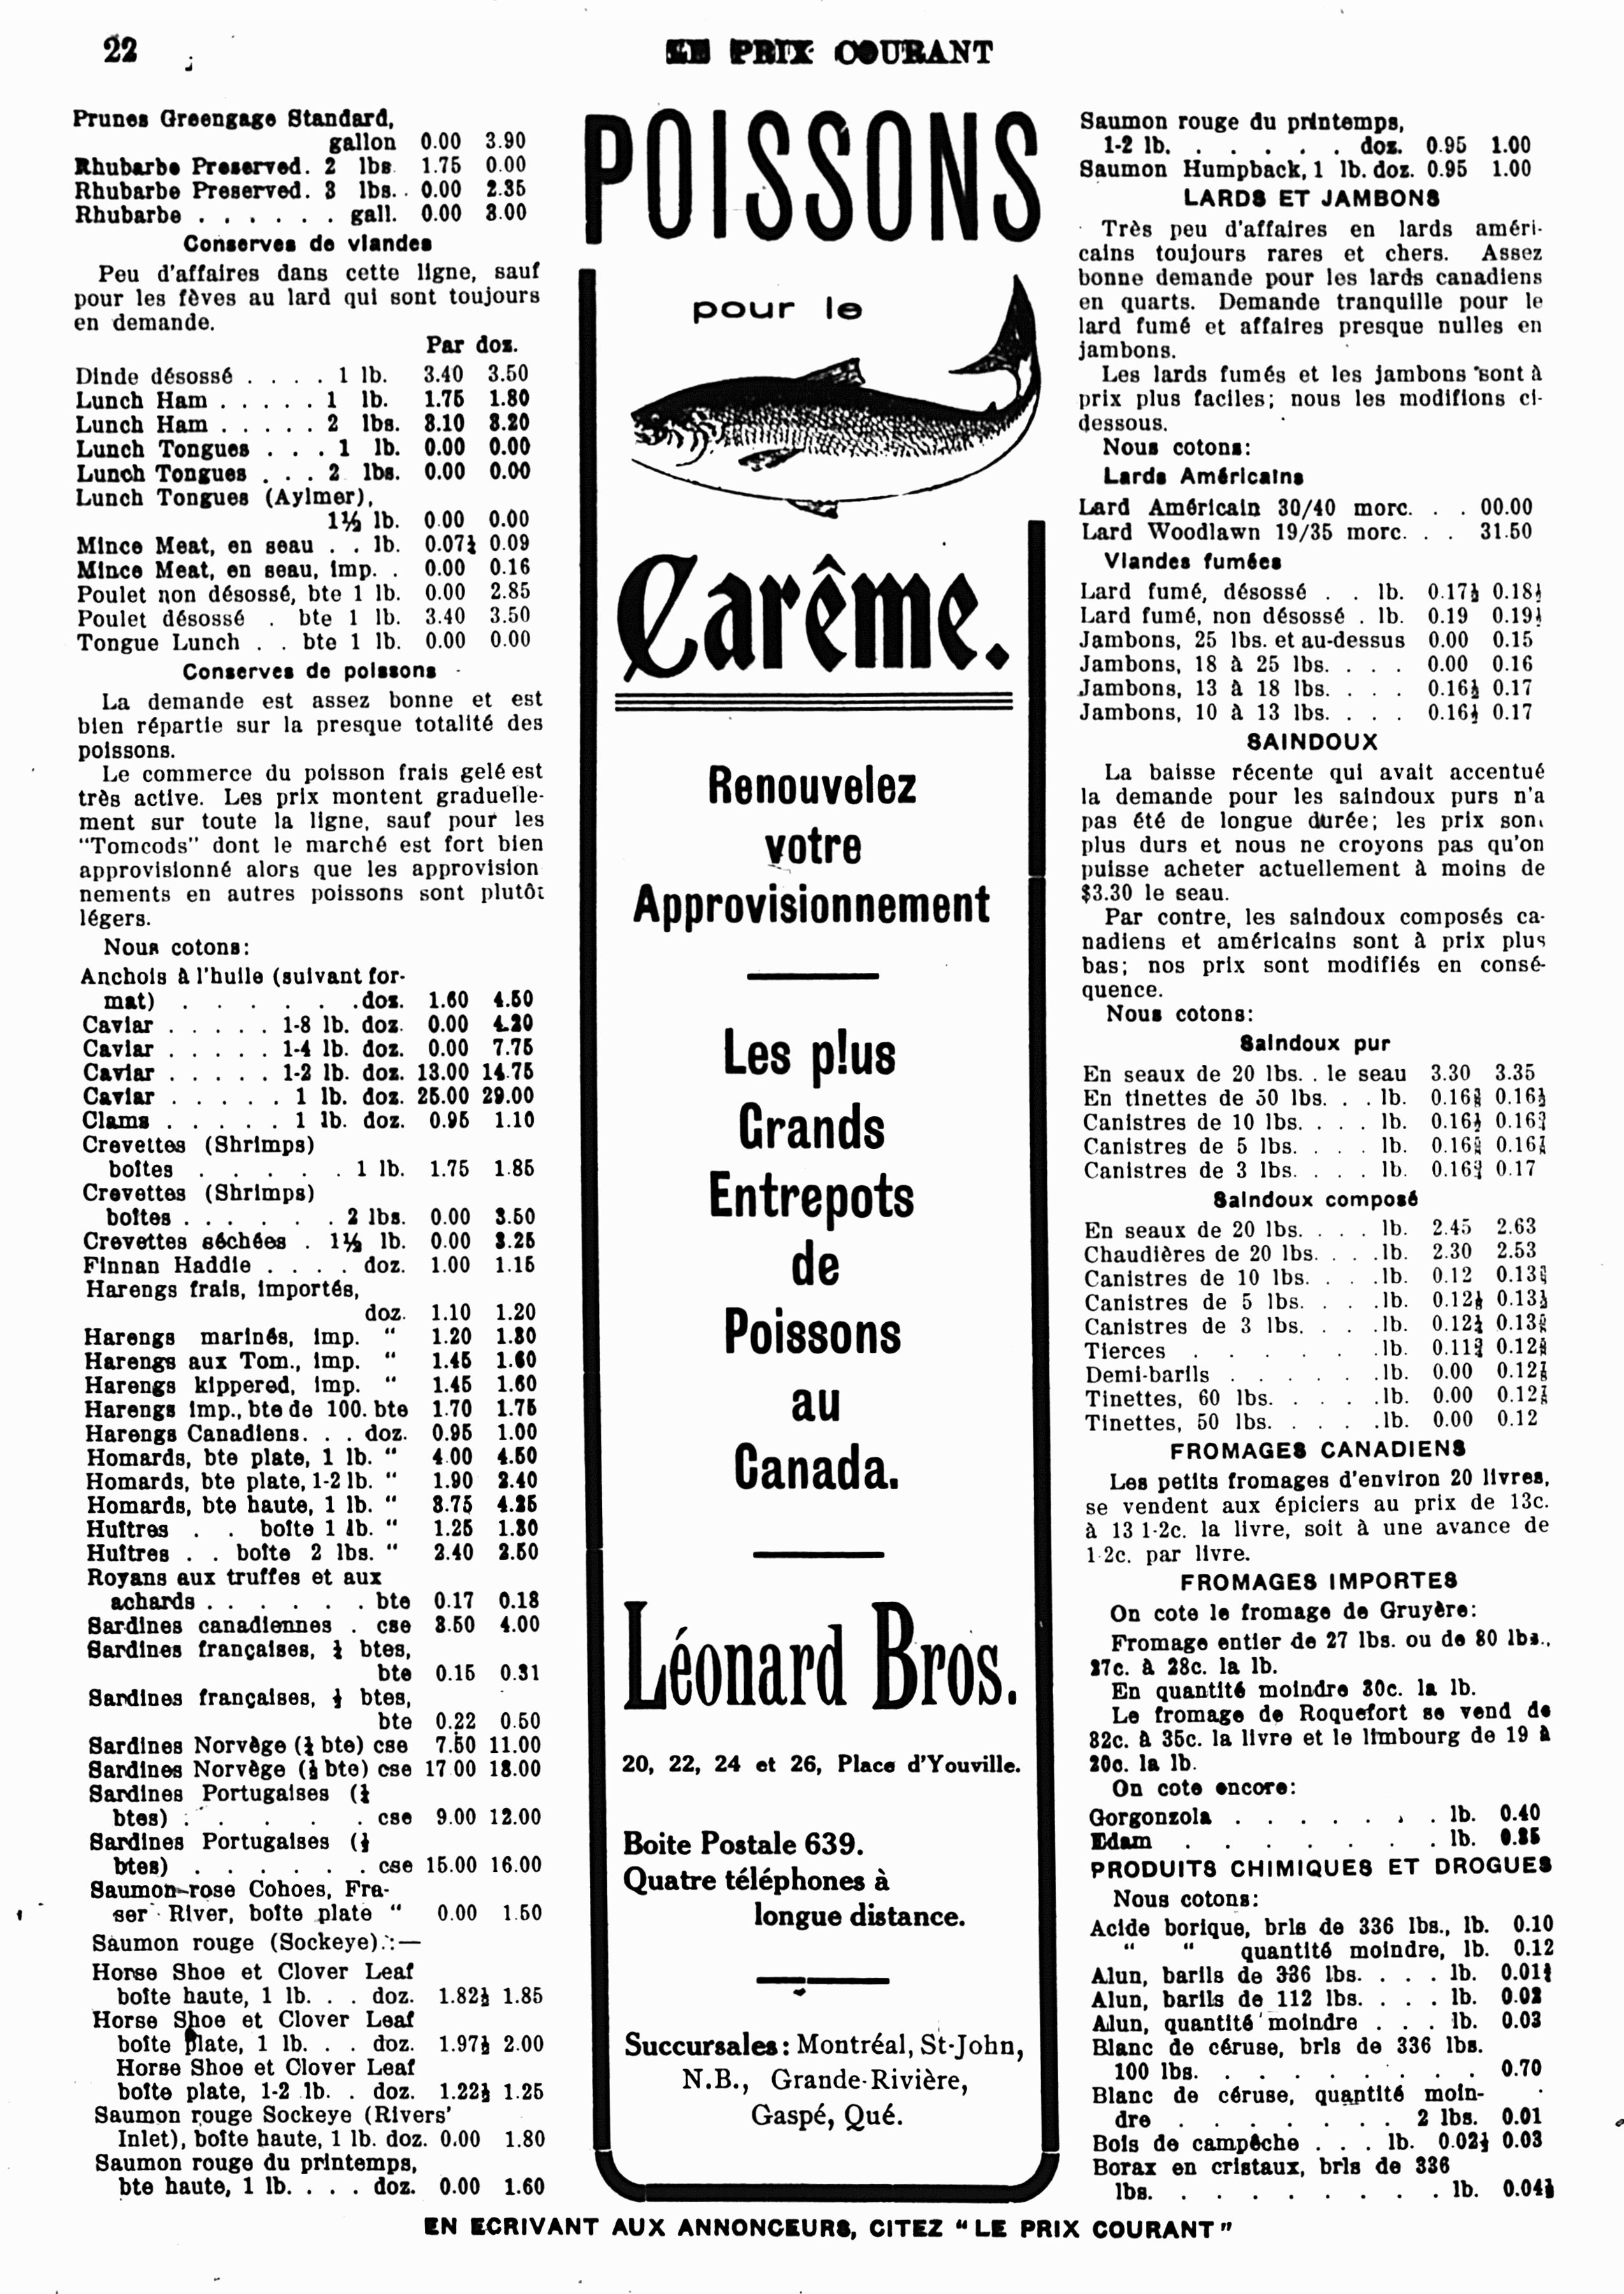 22
LE PRIX COURANT
Prunes Greengage Standard,
gallon 0.00 3.90
Rhubarbe Preserved. 2 lbs 1.75 0.00
Rhubarbe Preserved. 3 lbs. . 0.00 2.35
Rhubarbe . . . . . . gall. 0.00 3.00
Conserves de viandes
Peu d'affaires dans cette ligne, sauf
pour les fèves au lard qui sont toujours
en demande.
Par doz.
Dinde désossé . . . . 1 lb. 3.40 3.50
Lunch Ham . . . . . 1 lb. 1.75 1.80
Lunch Ham . . . . . 2 lbs. 3.10 3.20
Lunch Tongues . . . 1 lb. 0.00 0.00
Lunch Tongues . . . 2 lbs. 0.00 0.00
Lunch Tongues (Aylmer),
1½ lb. 0.00 0.00
Mince Meat, en seau . . lb. 0.07½ 0.09
Mince Meat, en seau, imp. . 0.00 0.16
Poulet non désossé, bte 1 lb. 0.00 2.85
Poulet désossé . bte 1 lb. 3.40 3.50
Tongue Lunch . . bte 1 lb. 0.00 0.00
Conserves de poissons
La demande est assez bonne et est
bien répartie sur la presque totalité des
poissons.
Le commerce du poisson frais gelé est
très active. Les prix montent graduelle-
ment sur toute la ligne, sauf pour les
"Tomcods" dont le marché est fort bien
approvisionné alors que les approvision
nements en autres poissons sont plutôt
légers.
Nous cotons:
Anchois à l'huile (suivant for-
mat) . . . . . . . doz. 1.60 4.50
Caviar . . . . . 1-8 lb. doz. 0.00 4.20
Caviar . . . . . 1-4 lb. doz. 0.00 7.75
Caviar . . . . . 1-2 lb. doz. 13.00 14.75
Caviar . . . . . 1 lb. doz. 25.00 29.00
Clams . . . . . 1 lb. doz. 0.95 1.10
Crevettes (Shrimps)
boîtes . . . . . . 1 lb. 1.75 1.85
Crevettes (Shrimps)
boîtes . . . . . . . 2 lbs. 0.00 3.50
Crevettes séchées . 1½ lb. 0.00 3.25
Finnan Haddie . . . . doz. 1.00 1.15
Harengs frais, importés,
doz. 1.10 1.20
Harengs marinés, imp. " 1.20 1.30
Harengs aux Tom., imp. " 1.45 1.60
Harengs kippered, imp. " 1.45 1.60
Harengs imp., bte de 100. bte 1.70 1.75
Harengs Canadiens. . . doz. 0.95 1.00
Homards, bte plate, 1 lb. " 4.00 4.50
Homards, bte plate, 1-2 lb. " 1.90 2.40
Homards, bte haute, 1 lb. " 3.75 4.25
Huîtres . . boîte 1 lb. " 1.25 1.30
Huîtres . . boîte 2 lbs. " 2.40 2.50
Royans aux truffes et aux
achards . . . . . . . bte 0.17 0.18
Sardines canadiennes . cse 3.50 4.00
Sardines françaises, ¼ btes,
bte 0.15 0.31
Sardines françaises, ½ btes,
bte 0.22 0.50
Sardines Norvège (¼ bte) cse 7.50 11.00
Sardines Norvège (½ bte) cse 17.00 18.00
Sardines Portugaises (¼
btes) . . . . . . cse 9.00 12.00
Sardines Portugaises (½
btes) . . . . . . cse 15.00 16.00
Saumon-rose Cohoes, Fra-
ser River, boîte plate " 0.00 1.50
Saumon rouge (Sockeye).:—
Horse Shoe et Clover Leaf
boîte haute, 1 lb. . . doz. 1.82½ 1.85
Horse Shoe et Clover Leaf
boîte plate, 1 lb. . . doz. 1.97½ 2.00
Horse Shoe et Clover Leaf
boîte plate, 1-2 lb. . doz. 1.22½ 1.25
Saumon rouge Sockeye (Rivers'
Inlet), boîte haute, 1 lb. doz. 0.00 1.80
Saumon rouge du printemps,
bte haute, 1 lb. . . . doz. 0.00 1.60
POISSONS
pour le
Carême.
Renouvelez
votre
Approvisionnement
Les plus
Grands
Entrepots
de
Poissons
au
Canada.
Léonard Bros.
20, 22, 24 et 26, Place d'Youville.
Boite Postale 639.
Quatre téléphones à
longue distance.
Succursales: Montréal, St-John,
N.B., Grande-Rivière,
Gaspé, Qué.
Saumon rouge du printemps,
1-2 lb. . . . . . . doz. 0.95 1.00
Saumon Humpback, 1 lb. doz. 0.95 1.00
LARDS ET JAMBONS
Très peu d'affaires en lards améri-
cains toujours rares et chers. Assez
bonne demande pour les lards canadiens
en quarts. Demande tranquille pour le
lard fumé et affaires presque nulles en
jambons.
Les lards fumés et les jambons sont à
prix plus faciles; nous les modifions ci-
dessous.
Nous cotons:
Lards Américains
Lard Américain 30/40 morc. . . 00.00
Lard Woodlawn 19/35 morc. . . 31.50
Viandes fumées
Lard fumé, désossé . . lb. 0.17½ 0.18½
Lard fumé, non désossé . lb. 0.19 0.19½
Jambons, 25 lbs. et au-dessus 0.00 0.15
Jambons, 18 à 25 lbs. . . . 0.00 0.16
Jambons, 13 à 18 lbs. . . . 0.16½ 0.17
Jambons, 10 à 13 lbs. . . . 0.16½ 0.17
SAINDOUX
La baisse récente qui avait accentué
la demande pour les saindoux purs n'a
pas été de longue durée; les prix sont
plus durs et nous ne croyons pas qu'on
puisse acheter actuellement à moins de
$3.30 le seau.
Par contre, les saindoux composés ca-
nadiens et américains sont à prix plus
bas; nos prix sont modifiés en consé-
quence.
Nous cotons:
Saindoux pur
En seaux de 20 lbs. . le seau 3.30 3.35
En tinettes de 50 lbs. . . lb.
Canistres de 10 lbs. . . . lb.
Canistres de 5 lbs. . . . lb.
Canistres de 3 lbs. . . . lb. 0.16¾ 0.17
Saindoux composé
En seaux de 20 lbs. . . . lb. 2.45 2.63
Chaudières de 20 lbs. . . .lb. 2.30 2.53
Canistres de 10 lbs. . . .lb. 0.12
Canistres de 5 lbs. . . .lb.
Canistres de 3 lbs. . . .lb.
Tierces . . . . . .lb.
Demi-barils . . . . . .lb. 0.00
Tinettes, 60 lbs. . . . .lb. 0.00
Tinettes, 50 lbs. . . . .lb. 0.00 0.12
FROMAGES CANADIENS
Les petits fromages d'environ 20 livres,
se vendent aux épiciers au prix de 13c.
à 13 1-2c. la livre, soit à une avance de
1-2c. par livre.
FROMAGES IMPORTES
On cote le fromage de Gruyère:
Fromage entier de 27 lbs. ou de 80 lbs.,
27c. à 28c. la lb.
En quantité moindre 30c. la lb.
Le fromage de Roquefort se vend de
32c. à 35c. la livre et le limbourg de 19 à
20c. la lb.
On cote encore:
Gorgonzola . . . . . . . lb. 0.40
Edam . . . . . . . . lb. 0.35
PRODUITS CHIMIQUES ET DROGUES
Nous cotons:
Acide borique, brls de 336 lbs., lb. 0.10
" " quantité moindre, lb. 0.12
Alun, barils de 336 lbs. . . . lb. 0.01½
Alun, barils de 112 lbs. . . . lb. 0.02
Alun, quantité moindre . . . lb. 0.03
Blanc de céruse, brls de 336 lbs.
100 lbs. . . . . . . . . 0.70
Blanc de céruse, quantité moin-
dre . . . . . . . 2 lbs. 0.01
Bois de campêche . . . lb. 0.02½ 0.03
Borax en cristaux, brls de 336
lbs. . . . . . . . . . lb. 0.04½
EN ECRIVANT AUX ANNONCEURS, CITEZ "LE PRIX COURANT"